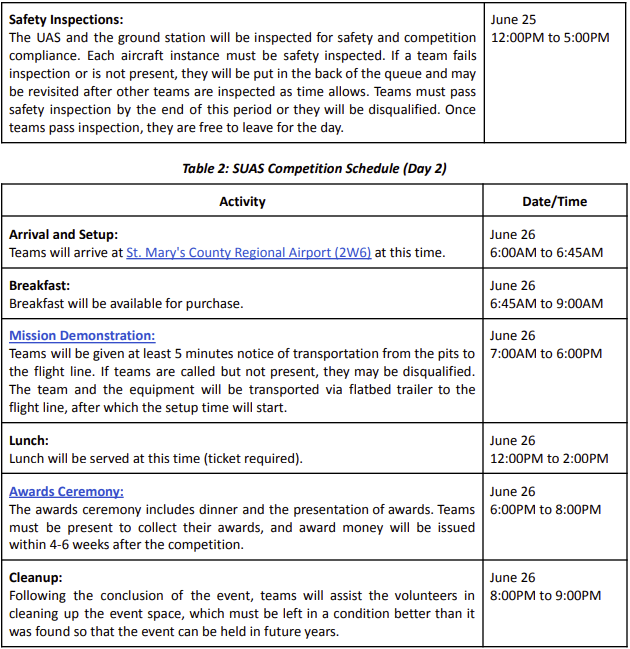 Safety Inspections:
The UAS and the ground station will be inspected for safety and competition
compliance. Each aircraft instance must be safety inspected. If a team fails
inspection or is not present, they will be put in the back of the queue and may
be revisited after other teams are inspected as time allows. Teams must pass
safety inspection by the end of this period or they will be disqualified. Once
teams pass inspection, they are free to leave for the day.
June 25
12:00PM to 5:00PM
Table 2: SUAS Competition Schedule (Day 2)
Activity
Date/Time
Arrival and Setup:
Teams will arrive at St. Mary's County Regional Airport (2W6) at this time.
June 26
6:00AM to 6:45AM
Breakfast:
Breakfast will be available for purchase.
June 26
6:45AM to 9:00AM
Mission Demonstration:
Teams will be given at least 5 minutes notice of transportation from the pits to
the flight line. If teams are called but not present, they may be disqualified.
The team and the equipment will be transported via flatbed trailer to the
flight line, after which the setup time will start.
June 26
7:00AM to 6:00PM
Lunch:
Lunch will be served at this time (ticket required).
June 26
12:00PM to 2:00PM
Awards Ceremony:
The awards ceremony includes dinner and the presentation of awards. Teams
must be present to collect their awards, and award money will be issued
within 4-6 weeks after the competition.
June 26
6:00PM to 8:00PM
Cleanup:
Following the conclusion of the event, teams will assist the volunteers in
cleaning up the event space, which must be left in a condition better than it
was found so that the event can be held in future years.
June 26
8:00PM to 9:00PM